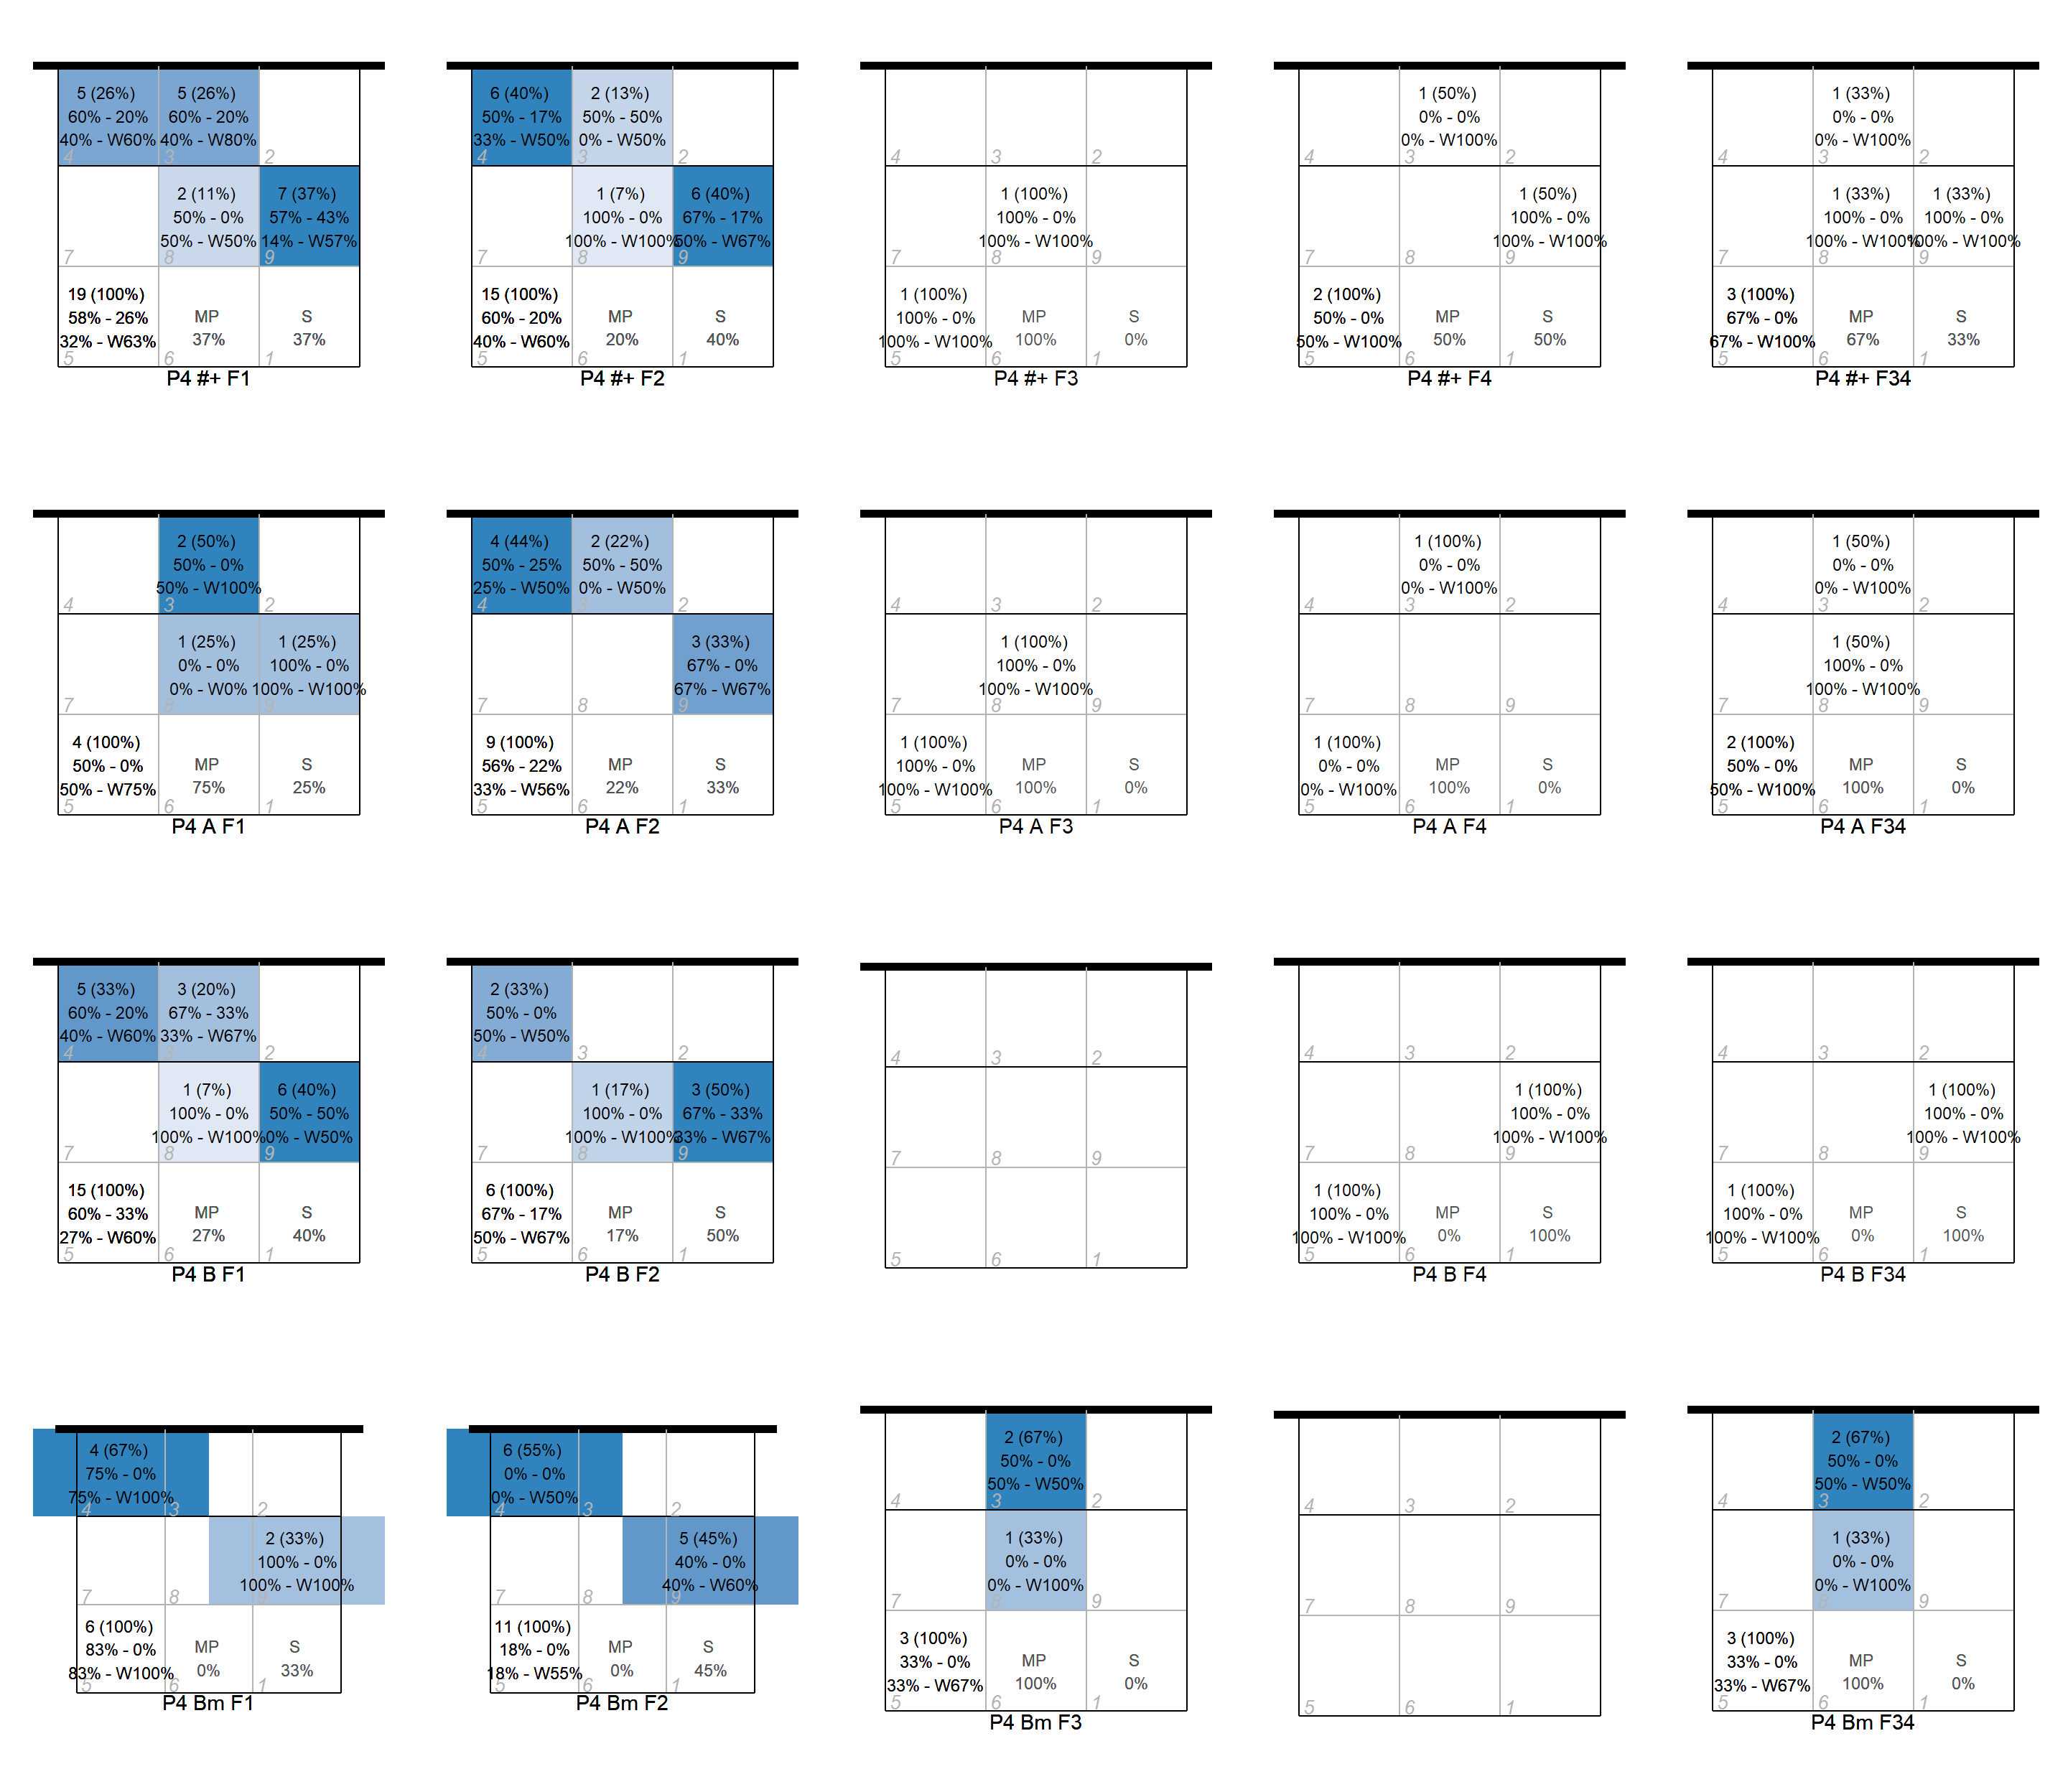 5 (26%)
60% - 20%
40% - W60%
4
5 (26%)
60% - 20%
40% - W80%
3
2
7
2 (11%)
50% - 0%
50% - W50%
8
7 (37%)
57% - 43%
14% - W57%
9
19 (100%)
58% - 26%
32% - W63%
5
MP
37%
6
S
37%
1
P4 #+ F1
6 (40%)
50% - 17%
33% - W50%
4
2 (13%)
50% - 50%
0% - W50%
3
2
7
1 (7%)
100% - 0%
100% - W100%
8
6 (40%)
67% - 17%
50% - W67%
9
15 (100%)
60% - 20%
40% - W60%
5
MP
20%
6
S
40%
1
P4 #+ F2
4
3
2
7
1 (100%)
100% - 0%
100% - W100%
8
9
1 (100%)
100% - 0%
100% - W100%
5
MP
100%
6
S
0%
1
P4 #+ F3
4
1 (50%)
0% - 0%
0% - W100%
3
2
7
8
1 (50%)
100% - 0%
100% - W100%
9
2 (100%)
50% - 0%
50% - W100%
5
MP
50%
6
S
50%
1
P4 #+ F4
4
1 (33%)
0% - 0%
0% - W100%
3
2
7
1 (33%)
100% - 0%
100% - W100%
8
1 (33%)
100% - 0%
100% - W100%
9
3 (100%)
67% - 0%
67% - W100%
5
MP
67%
6
S
33%
1
P4 #+ F34
4
2 (50%)
50% - 0%
50% - W100%
3
2
7
1 (25%)
0% - 0%
0% - W0%
8
1 (25%)
100% - 0%
100% - W100%
9
4 (100%)
50% - 0%
50% - W75%
5
MP
75%
6
S
25%
1
P4 A F1
4 (44%)
50% - 25%
25% - W50%
4
2 (22%)
50% - 50%
0% - W50%
3
2
7
8
3 (33%)
67% - 0%
67% - W67%
9
9 (100%)
56% - 22%
33% - W56%
5
MP
22%
6
S
33%
1
P4 A F2
4
3
2
7
1 (100%)
100% - 0%
100% - W100%
8
9
1 (100%)
100% - 0%
100% - W100%
5
MP
100%
6
S
0%
1
P4 A F3
4
1 (100%)
0% - 0%
0% - W100%
3
2
7
8
9
1 (100%)
0% - 0%
0% - W100%
5
MP
100%
6
S
0%
1
P4 A F4
4
1 (50%)
0% - 0%
0% - W100%
3
2
7
1 (50%)
100% - 0%
100% - W100%
8
9
2 (100%)
50% - 0%
50% - W100%
5
MP
100%
6
S
0%
1
P4 A F34
5 (33%)
60% - 20%
40% - W60%
4
3 (20%)
67% - 33%
33% - W67%
3
2
7
1 (7%)
100% - 0%
100% - W100%
8
6 (40%)
50% - 50%
0% - W50%
9
15 (100%)
60% - 33%
27% - W60%
5
MP
27%
6
S
40%
1
P4 B F1
2 (33%)
50% - 0%
50% - W50%
4
3
2
7
1 (17%)
100% - 0%
100% - W100%
8
3 (50%)
67% - 33%
33% - W67%
9
6 (100%)
67% - 17%
50% - W67%
5
MP
17%
6
S
50%
1
P4 B F2
4
3
2
7
8
9
5
6
1
4
3
2
7
8
1 (100%)
100% - 0%
100% - W100%
9
1 (100%)
100% - 0%
100% - W100%
5
MP
0%
6
S
100%
1
P4 B F4
4
3
2
7
8
1 (100%)
100% - 0%
100% - W100%
9
1 (100%)
100% - 0%
100% - W100%
5
MP
0%
6
S
100%
1
P4 B F34
4 (67%)
75% - 0%
75% - W100%
4
3
2
7
8
2 (33%)
100% - 0%
100% - W100%
9
6 (100%)
83% - 0%
83% - W100%
5
MP
0%
6
S
33%
1
P4 Bm F1
6 (55%)
0% - 0%
0% - W50%
4
3
2
7
8
5 (45%)
40% - 0%
40% - W60%
9
11 (100%)
18% - 0%
18% - W55%
5
MP
0%
6
S
45%
1
P4 Bm F2
4
2 (67%)
50% - 0%
50% - W50%
3
2
7
1 (33%)
0% - 0%
0% - W100%
8
9
3 (100%)
33% - 0%
33% - W67%
5
MP
100%
6
S
0%
1
P4 Bm F3
4
3
2
7
8
9
5
6
1
4
2 (67%)
50% - 0%
50% - W50%
3
2
7
1 (33%)
0% - 0%
0% - W100%
8
9
3 (100%)
33% - 0%
33% - W67%
5
MP
100%
6
S
0%
1
P4 Bm F34